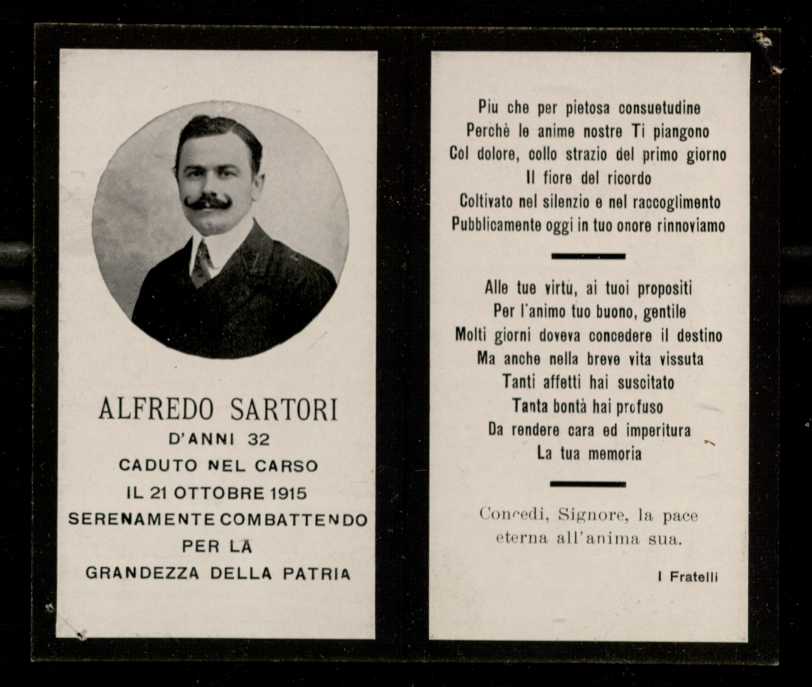 ALFREDO SARTORI
D'ANNI 32
CADUTO NEL CARSO
IL 21 OTTOBRE 1915
SERENAMENTE COMBATTENDO
PER LA
GRANDEZZA DELLA PATRIA
Piu che per pietosa consuetudine
Perchè le anime nostre Ti piangono
Col dolore, collo strazio del primo giorno
Il fiore del ricordo
Coltivato nel silenzio e nel raccoglimento
Pubblicamente oggi in tuo onore rinnoviamo
Alle tue virtù, ai tuoi propositi
Per l'animo tuo buono, gentile
Molti giorni doveva concedere il destino
Ma anche nella breve vita vissuta
Tanti affetti hai suscitato
Tanta bontà hai profuso
Da rendere cara ed imperitura
La tua memoria
Concedi, Signore, la pace
eterna all'anima sua.
I Fratelli